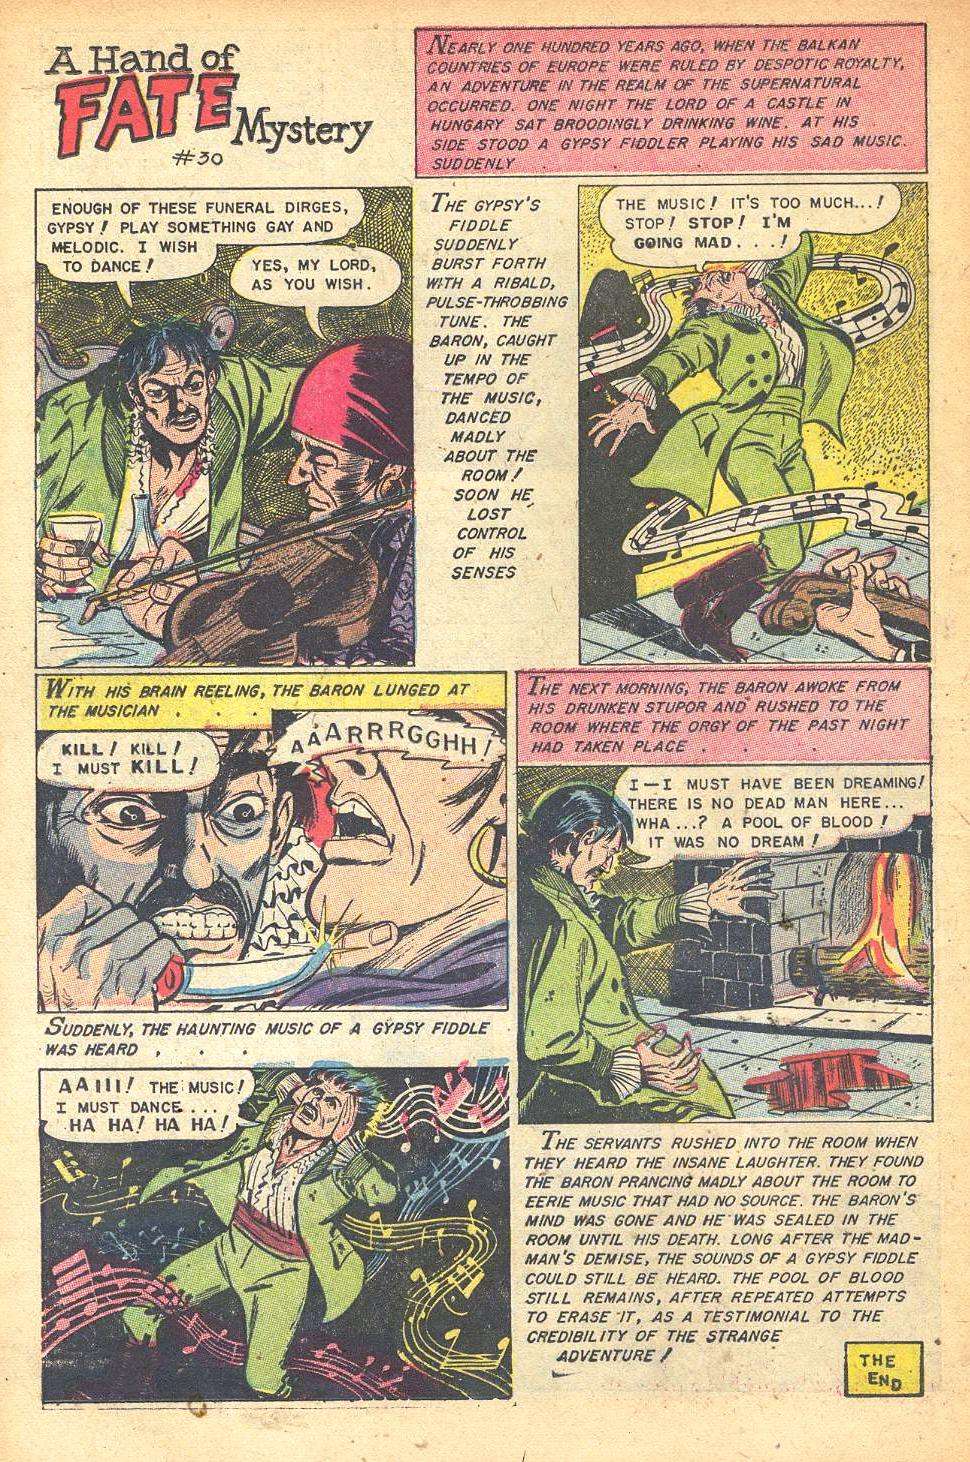 A Hand of
FATE
Mystery
#30
NEARLY ONE HUNDRED YEARS AGO, WHEN THE BALKAN
COUNTRIES OF EUROPE WERE RULED BY DESPOTIC ROYALTY,
AN ADVENTURE IN THE REALM OF THE SUPERNATURAL
OCCURRED. ONE NIGHT THE LORD OF A CASTLE IN
HUNGARY SAT BROODINGLY DRINKING WINE. AT HIS
SIDE STOOD A GYPSY FIDDLER PLAYING HIS SAD MUSIC.
SUDDENLY . . .
ENOUGH OF THESE FUNERAL DIRGES,
GYPSY! PLAY SOMETHING GAY AND
MELODIC. I WISH
TO DANCE!
YES, MY LORD,
AS YOU WISH.
THE GYPSY'S
FIDDLE
SUDDENLY
BURST FORTH
WITH A RIBALD,
PULSE-THROBBING
TUNE. THE
BARON, CAUGHT
UP IN THE
TEMPO OF
THE MUSIC,
DANCED
MADLY
ABOUT THE
ROOM!
SOON HE
LOST
CONTROL
OF HIS
SENSES
THE MUSIC! IT'S TOO MUCH...!
STOP! STOP! I'M
GOING MAD. . .!
WITH HIS BRAIN REELING, THE BARON LUNGED AT
THE MUSICIAN . . .
KILL! KILL!
I MUST KILL!
AAARRRGGHH!
THE NEXT MORNING, THE BARON AWOKE FROM
HIS DRUNKEN STUPOR AND RUSHED TO THE
ROOM WHERE THE ORGY OF THE PAST NIGHT
HAD TAKEN PLACE . . .
I—I MUST HAVE BEEN DREAMING!
THERE IS NO DEAD MAN HERE...
WHA...? A POOL OF BLOOD!
IT WAS NO DREAM!
SUDDENLY, THE HAUNTING MUSIC OF A GYPSY FIDDLE
WAS HEARD . . . .
AAIII! THE MUSIC!
I MUST DANCE...
HA HA! HA HA!
THE SERVANTS RUSHED INTO THE ROOM WHEN
THEY HEARD THE INSANE LAUGHTER. THEY FOUND
THE BARON PRANCING MADLY ABOUT THE ROOM TO
EERIE MUSIC THAT HAD NO SOURCE. THE BARON'S
MIND WAS GONE AND HE WAS SEALED IN THE
ROOM UNTIL HIS DEATH. LONG AFTER THE MAD-
MAN'S DEMISE, THE SOUNDS OF A GYPSY FIDDLE
COULD STILL BE HEARD. THE POOL OF BLOOD
STILL REMAINS, AFTER REPEATED ATTEMPTS
TO ERASE IT, AS A TESTIMONIAL TO THE
CREDIBILITY OF THE STRANGE
ADVENTURE!
THE
END